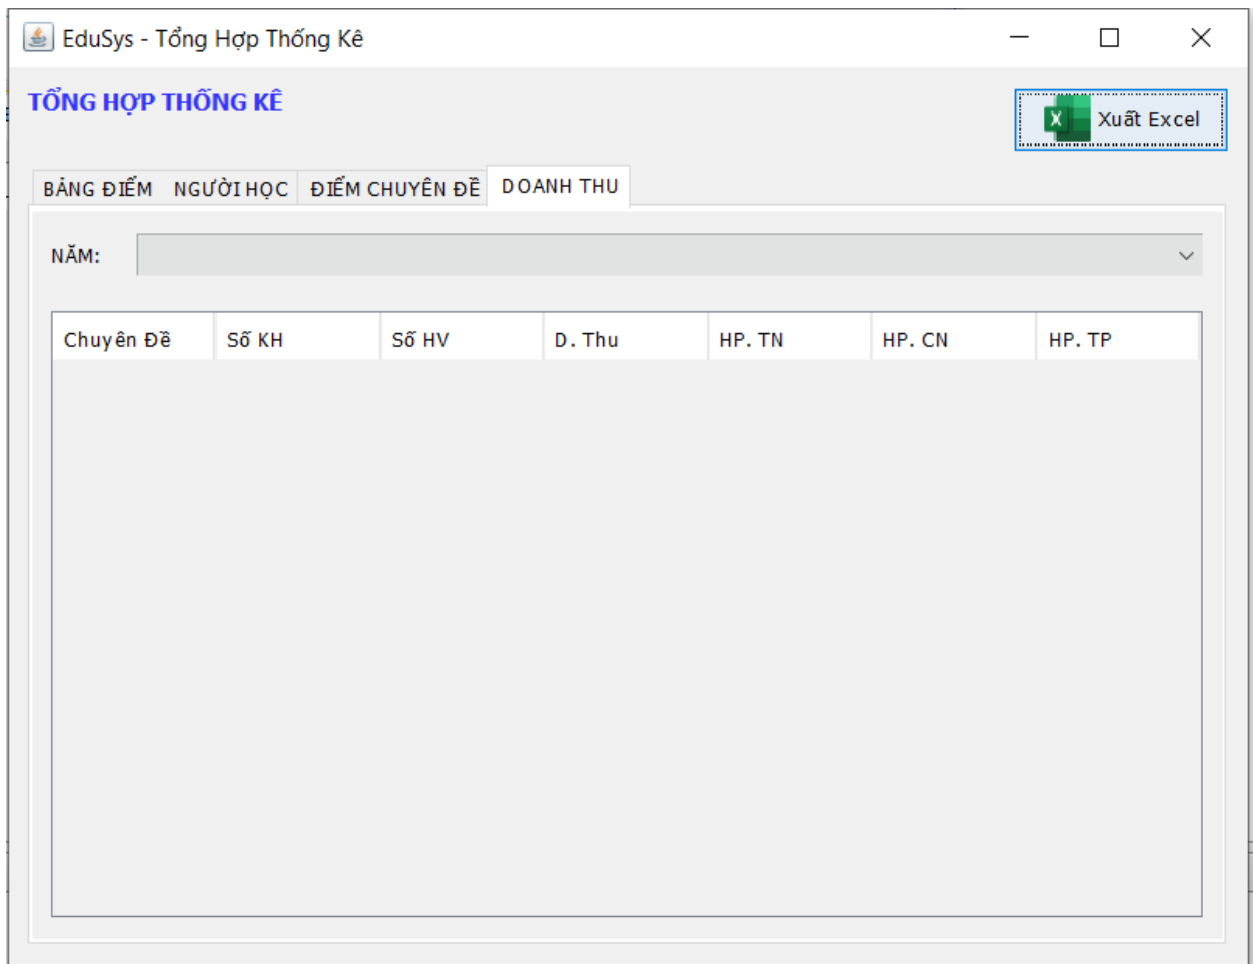 EduSys - Tổng Hợp Thống Kê
TỔNG HỢP THỐNG KÊ
Xuất Excel
BẢNG ĐIỂM NGƯỜI HỌC ĐIỂM CHUYÊN ĐỀ DOANH THU
NĂM:
Chuyên Đề Số KH Số HV D. Thu HP. TN HP. CN HP. TP